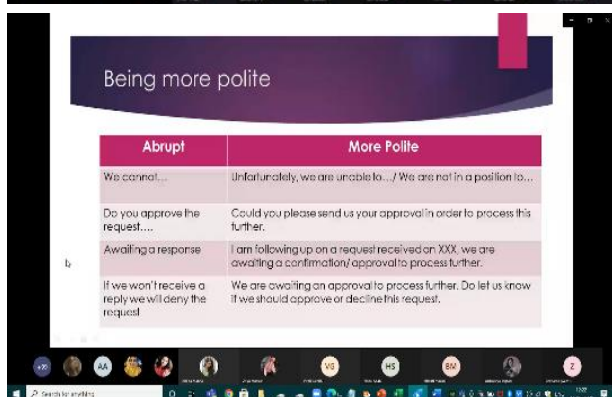 Being more polite
Abrupt
More Polite
We cannot...
Unfortunately, we are unable to.../ We are not in a position to...
Do you approve the
request....
Could you please send us your approval in order to process this
further.
Awaiting a response
I am following up on a request received on XXX, we are
awaiting a confirmation/ approval to process further.
If we won't receive a
reply we will deny the
request
We are awaiting an approval to process further. Do let us know
if we should approve or decline this request.
AA
VG
HS
BM
Z
Search for anything